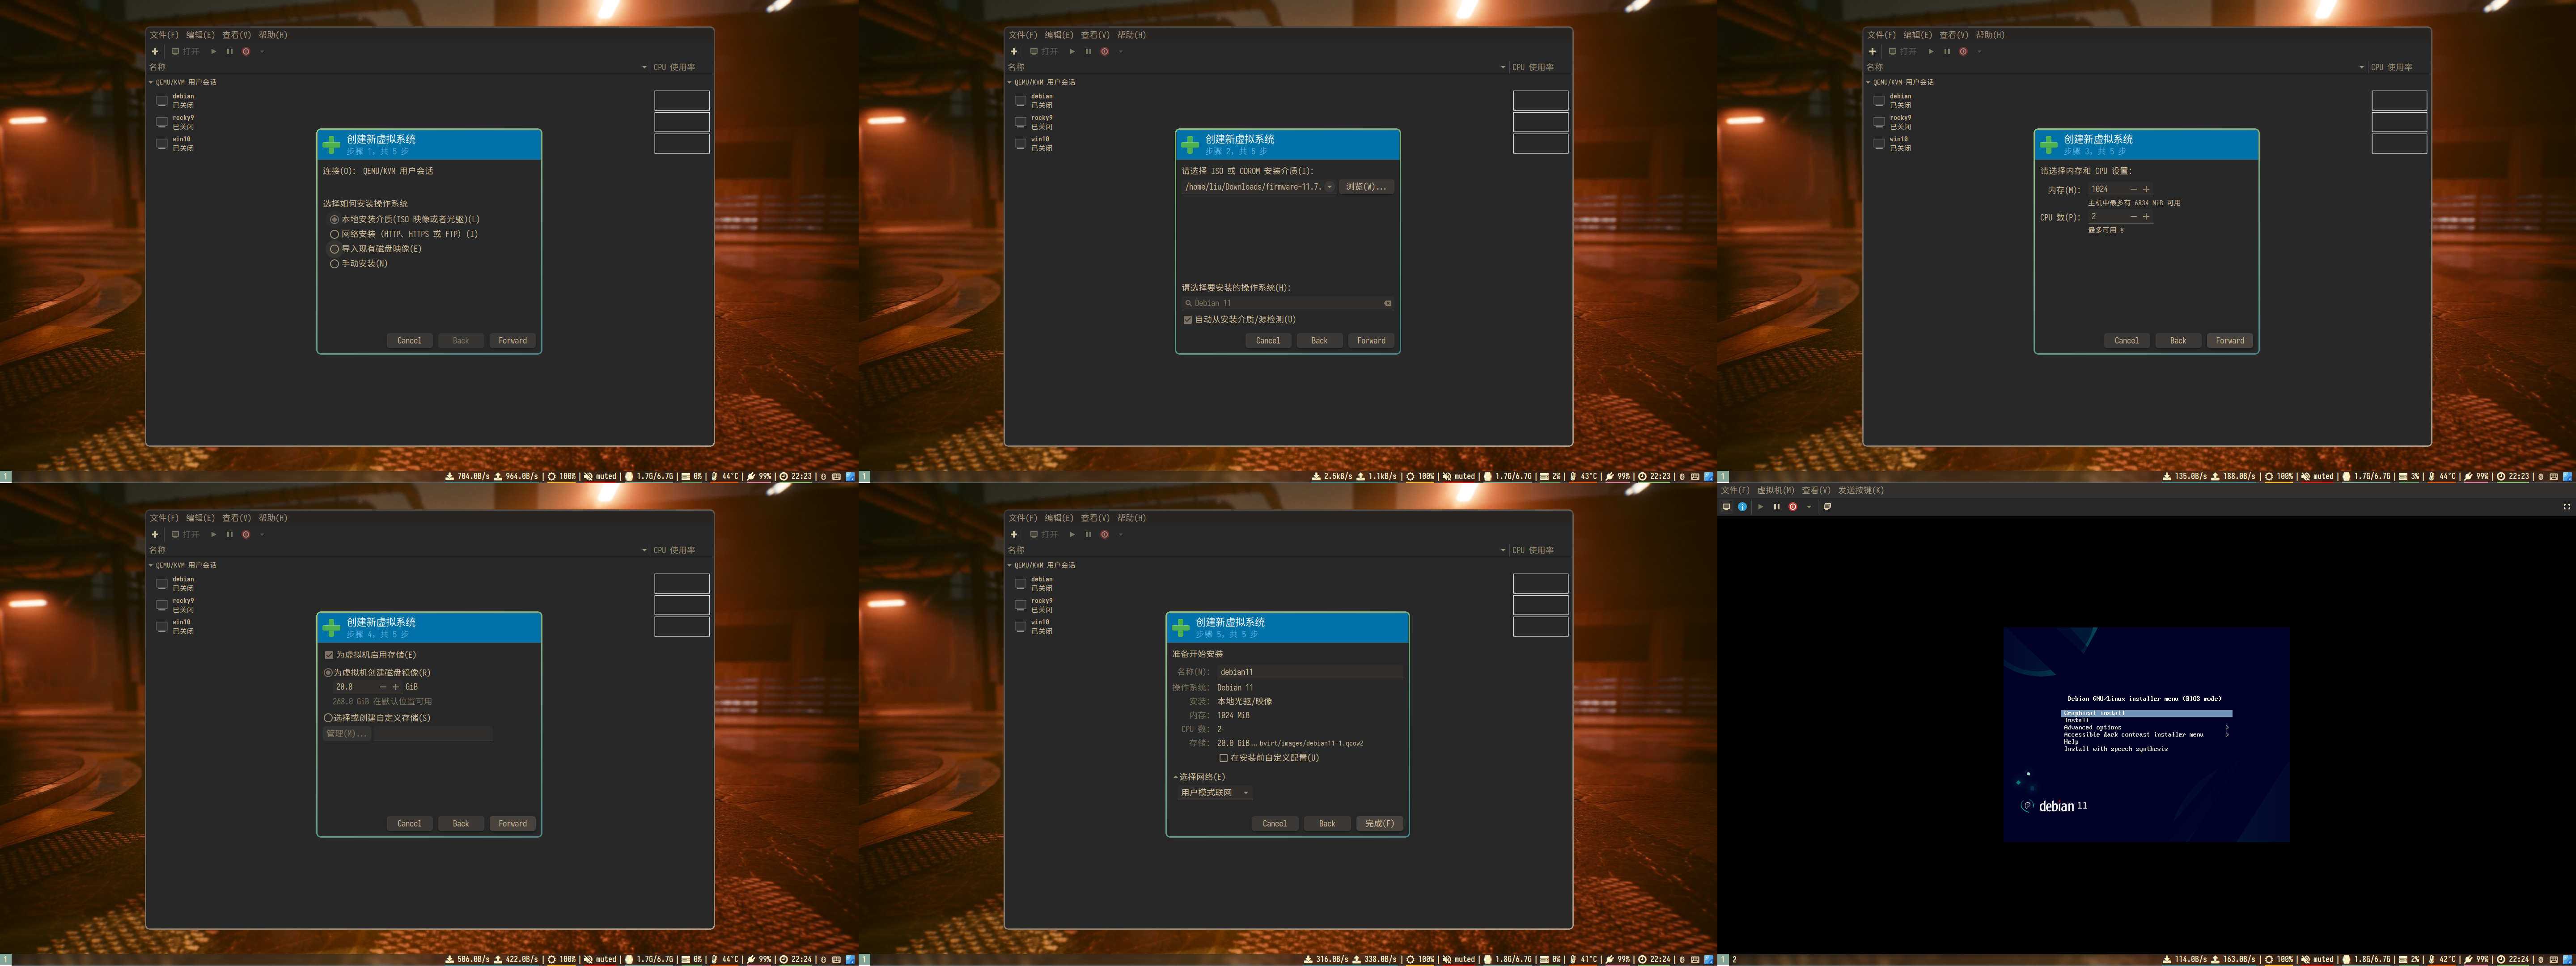 文件(F) 编辑(E) 查看(V) 帮助(H)
打开
名称 CPU 使用率
QEMU/KVM 用户会话
debian
已关闭
rocky9
已关闭
win10
已关闭
创建新虚拟系统
步骤 1，共 5 步
连接(O): QEMU/KVM 用户会话
选择如何安装操作系统
本地安装介质(ISO 映像或者光驱)(L)
网络安装 (HTTP、HTTPS 或 FTP) (I)
导入现有磁盘映像(E)
手动安装(N)
Cancel Back Forward
1 704.0B/s 964.0B/s | 100% | muted | 1.7G/6.7G | 0% | 44°C | 99% | 22:23 |
文件(F) 编辑(E) 查看(V) 帮助(H)
打开
名称 CPU 使用率
QEMU/KVM 用户会话
debian
已关闭
rocky9
已关闭
win10
已关闭
创建新虚拟系统
步骤 2，共 5 步
请选择 ISO 或 CDROM 安装介质(I):
/home/liu/Downloads/firmware-11.7. 浏览(W)...
请选择要安装的操作系统(H):
Debian 11
自动从安装介质/源检测(U)
Cancel Back Forward
1 2.5kB/s 1.1kB/s | 100% | muted | 1.7G/6.7G | 2% | 43°C | 99% | 22:23 |
文件(F) 编辑(E) 查看(V) 帮助(H)
打开
名称 CPU 使用率
QEMU/KVM 用户会话
debian
已关闭
rocky9
已关闭
win10
已关闭
创建新虚拟系统
步骤 3，共 5 步
请选择内存和 CPU 设置:
内存(M): 1024
主机中最多有 6834 MiB 可用
CPU 数(P): 2
最多可用 8
Cancel Back Forward
1 135.0B/s 188.0B/s | 100% | muted | 1.7G/6.7G | 3% | 44°C | 99% | 22:23 |
文件(F) 编辑(E) 查看(V) 帮助(H)
打开
名称 CPU 使用率
QEMU/KVM 用户会话
debian
已关闭
rocky9
已关闭
win10
已关闭
创建新虚拟系统
步骤 4，共 5 步
为虚拟机启用存储(E)
为虚拟机创建磁盘镜像(R)
20.0 GiB
268.0 GiB 在默认位置可用
选择或创建自定义存储(S)
管理(M)...
Cancel Back Forward
1 506.0B/s 422.0B/s | 100% | muted | 1.7G/6.7G | 0% | 44°C | 99% | 22:24 |
文件(F) 编辑(E) 查看(V) 帮助(H)
打开
名称 CPU 使用率
QEMU/KVM 用户会话
debian
已关闭
rocky9
已关闭
win10
已关闭
创建新虚拟系统
步骤 5，共 5 步
准备开始安装
名称(N): debian11
操作系统: Debian 11
安装: 本地光驱/映像
内存: 1024 MiB
CPU 数: 2
存储: 20.0 GiB...bvirt/images/debian11-1.qcow2
在安装前自定义配置(U)
选择网络(E)
用户模式联网
Cancel Back 完成(F)
1 316.0B/s 338.0B/s | 100% | muted | 1.8G/6.7G | 0% | 41°C | 99% | 22:24 |
文件(F) 虚拟机(M) 查看(V) 发送按键(K)
Debian GNU/Linux installer menu (BIOS mode)
Graphical install
Install
Advanced options >
Accessible dark contrast installer menu >
Help
Install with speech synthesis
debian 11
1 2 114.0B/s 163.0B/s | 100% | muted | 1.8G/6.7G | 2% | 42°C | 99% | 22:24 |